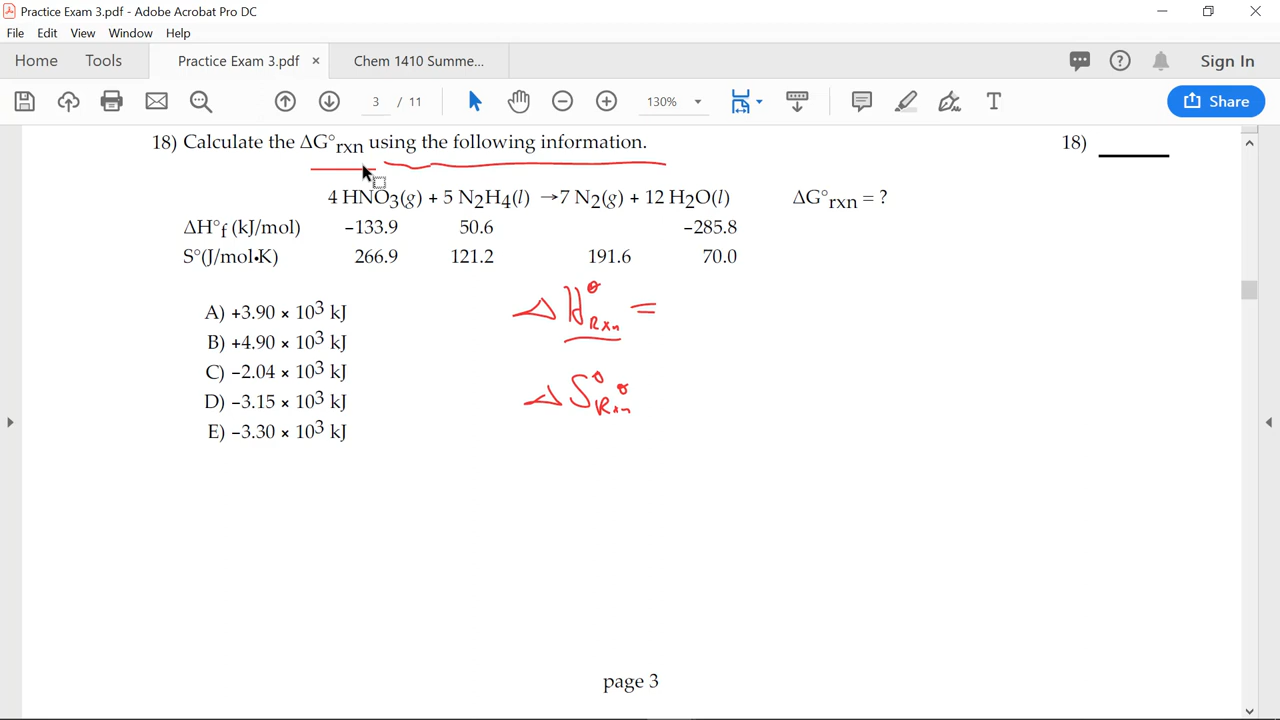 Practice Exam 3.pdf - Adobe Acrobat Pro DC
File Edit View Window Help
Home Tools Practice Exam 3.pdf × Chem 1410 Summe... Sign In
3 / 11 130% Share
18) Calculate the ΔG°rxn using the following information. 18)
4 HNO3(g) + 5 N2H4(l) →7 N2(g) + 12 H2O(l) ΔG°rxn = ?
ΔH°f (kJ/mol) −133.9 50.6 −285.8
S°(J/mol•K) 266.9 121.2 191.6 70.0
A) +3.90 × 10³ kJ
ΔH°Rxn =
B) +4.90 × 10³ kJ
C) −2.04 × 10³ kJ
D) −3.15 × 10³ kJ
ΔS°Rxn°
E) −3.30 × 10³ kJ
page 3